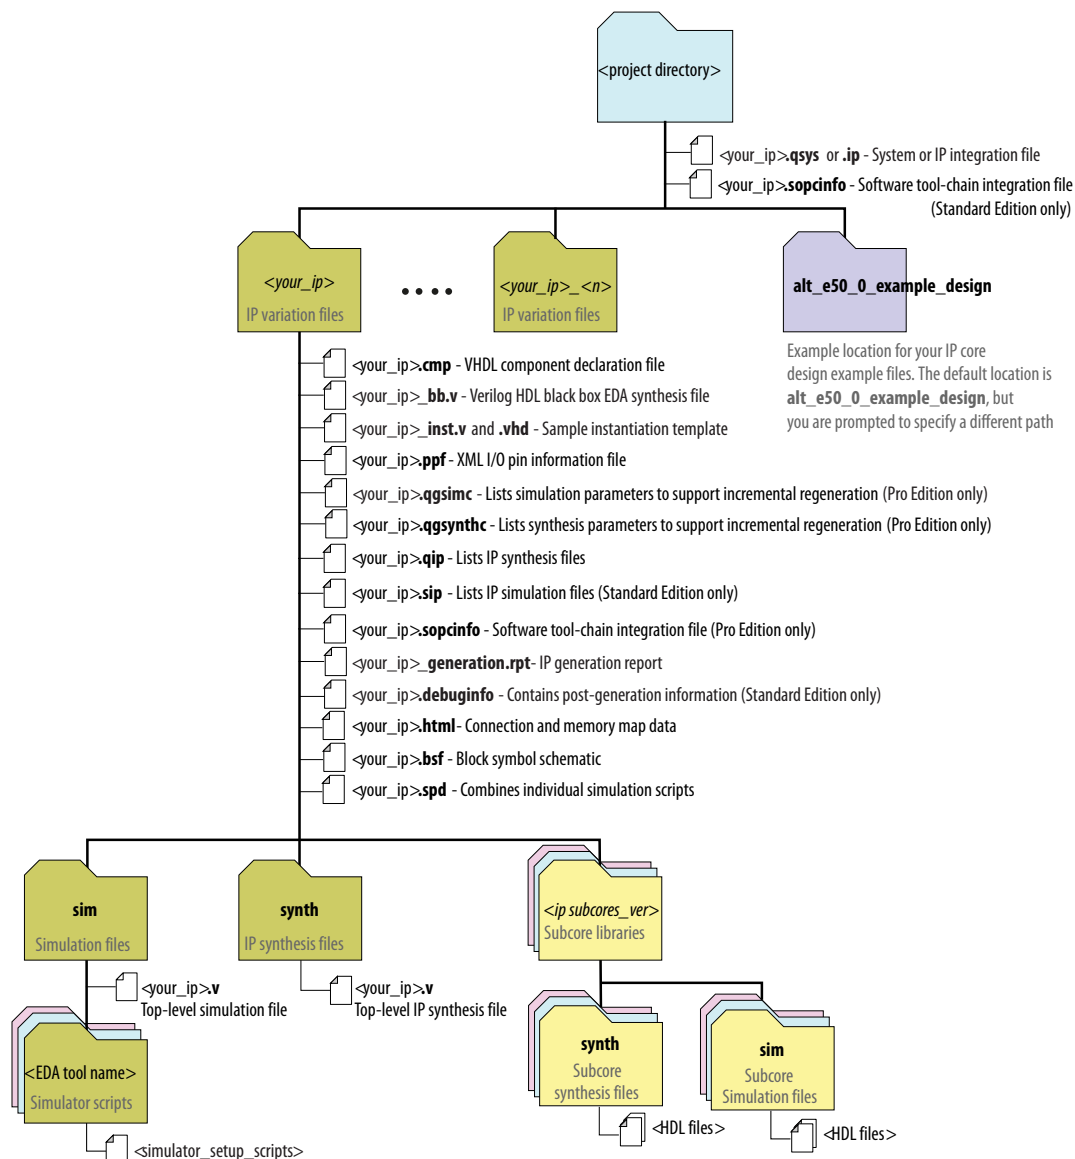 <project directory>
<your_ip>.qsys or .ip - System or IP integration file
<your_ip>.sopcinfo - Software tool-chain integration file
(Standard Edition only)
<your_ip>
IP variation files
<your_ip>_<n>
IP variation files
alt_e50_0_example_design
Example location for your IP core
design example files. The default location is
alt_e50_0_example_design, but
you are prompted to specify a different path
<your_ip>.cmp - VHDL component declaration file
<your_ip>_bb.v - Verilog HDL black box EDA synthesis file
<your_ip>_inst.v and .vhd - Sample instantiation template
<your_ip>.ppf - XML I/O pin information file
<your_ip>.qgsimc - Lists simulation parameters to support incremental regeneration (Pro Edition only)
<your_ip>.qgsynthc - Lists synthesis parameters to support incremental regeneration (Pro Edition only)
<your_ip>.qip - Lists IP synthesis files
<your_ip>.sip - Lists IP simulation files (Standard Edition only)
<your_ip>.sopcinfo - Software tool-chain integration file (Pro Edition only)
<your_ip>_generation.rpt- IP generation report
<your_ip>.debuginfo - Contains post-generation information (Standard Edition only)
<your_ip>.html- Connection and memory map data
<your_ip>.bsf - Block symbol schematic
<your_ip>.spd - Combines individual simulation scripts
sim
Simulation files
synth
IP synthesis files
<ip subcores_ver>
Subcore libraries
<your_ip>.v
Top-level simulation file
<your_ip>.v
Top-level IP synthesis file
<EDA tool name>
Simulator scripts
<simulator_setup_scripts>
synth
Subcore
synthesis files
<HDL files>
sim
Subcore
Simulation files
<HDL files>